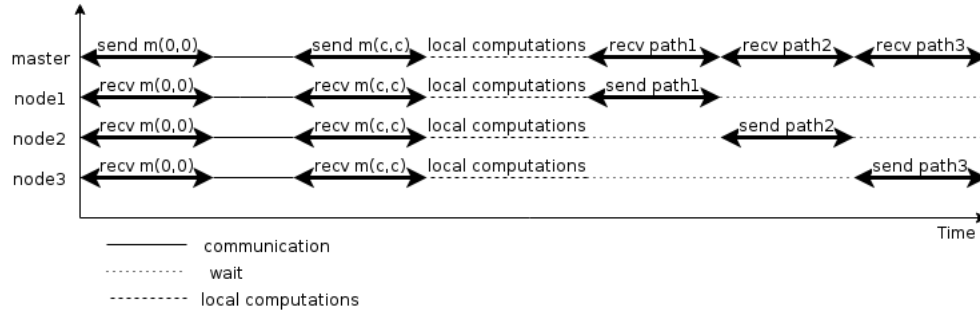 send m(0,0) send m(c,c) local computations recv path1 recv path2 recv path3
master
recv m(0,0) recv m(c,c) local computations send path1
node1
recv m(0,0) recv m(c,c) local computations send path2
node2
recv m(0,0) recv m(c,c) local computations send path3
node3
Time
communication
wait
local computations